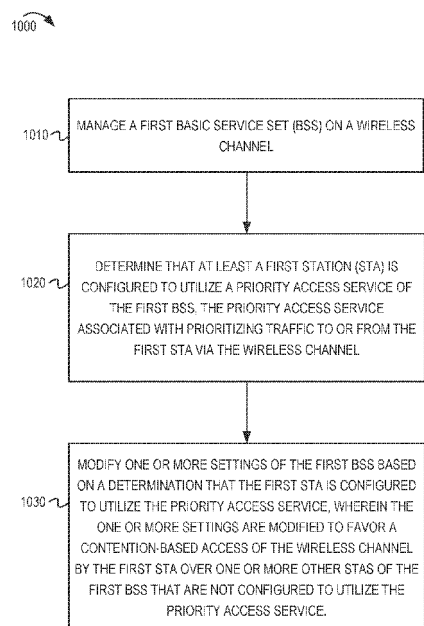 1000
1010
MANAGE A FIRST BASIC SERVICE SET (BSS) ON A WIRELESS
CHANNEL
1020
DETERMINE THAT AT LEAST A FIRST STATION (STA) IS
CONFIGURED TO UTILIZE A PRIORITY ACCESS SERVICE OF
THE FIRST BSS, THE PRIORITY ACCESS SERVICE
ASSOCIATED WITH PRIORITIZING TRAFFIC TO OR FROM THE
FIRST STA VIA THE WIRELESS CHANNEL
1030
MODIFY ONE OR MORE SETTINGS OF THE FIRST BSS BASED
ON A DETERMINATION THAT THE FIRST STA IS CONFIGURED
TO UTILIZE THE PRIORITY ACCESS SERVICE, WHEREIN THE
ONE OR MORE SETTINGS ARE MODIFIED TO FAVOR A
CONTENTION-BASED ACCESS OF THE WIRELESS CHANNEL
BY THE FIRST STA OVER ONE OR MORE OTHER STAS OF THE
FIRST BSS THAT ARE NOT CONFIGURED TO UTILIZE THE
PRIORITY ACCESS SERVICE.